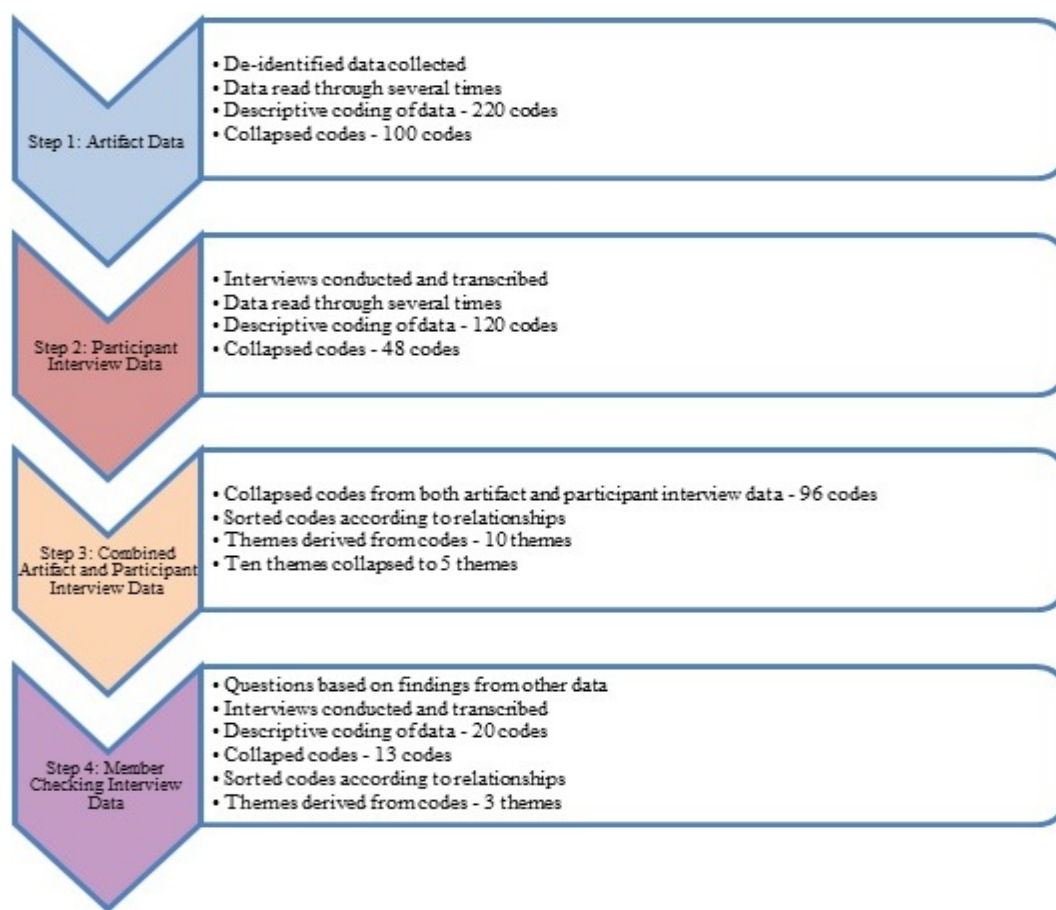 Step 1: Artifact Data
• De-identified data collected
• Data read through several times
• Descriptive coding of data - 220 codes
• Collapsed codes - 100 codes
Step 2: Participant
Interview Data
• Interviews conducted and transcribed
• Data read through several times
• Descriptive coding of data - 120 codes
• Collapsed codes - 48 codes
Step 3: Combined
Artifact and Participant
Interview Data
• Collapsed codes from both artifact and participant interview data - 96 codes
• Sorted codes according to relationships
• Themes derived from codes - 10 themes
• Ten themes collapsed to 5 themes
Step 4: Member
Checking Interview
Data
• Questions based on findings from other data
• Interviews conducted and transcribed
• Descriptive coding of data - 20 codes
• Collaped codes - 13 codes
• Sorted codes according to relationships
• Themes derived from codes - 3 themes